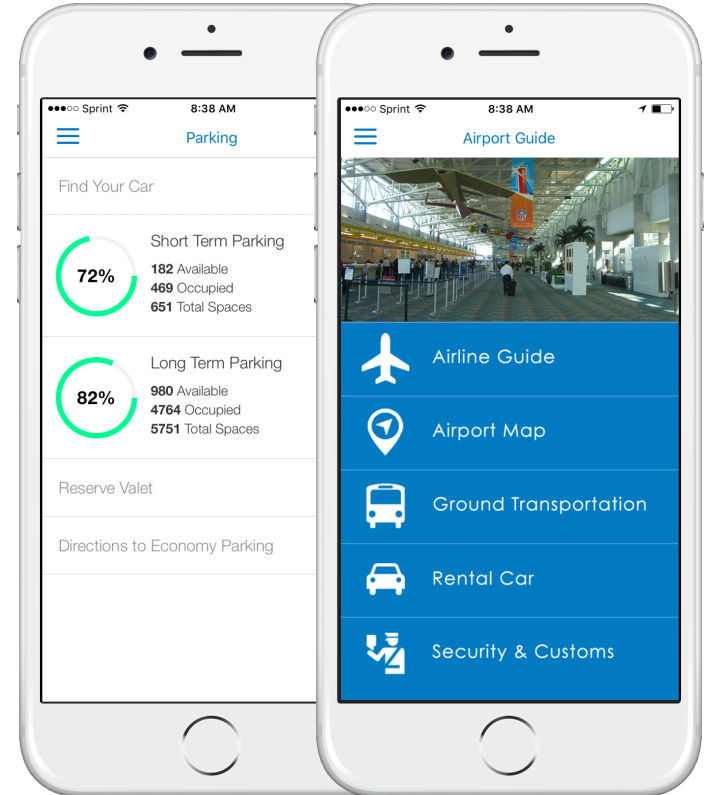 Sprint
8:38 AM
Parking
Find Your Car
72%
Short Term Parking
182 Available
469 Occupied
651 Total Spaces
82%
Long Term Parking
980 Available
4764 Occupied
5751 Total Spaces
Reserve Valet
Directions to Economy Parking
Sprint
8:38 AM
Airport Guide
NFL
Airline Guide
Airport Map
Ground Transportation
Rental Car
Security & Customs